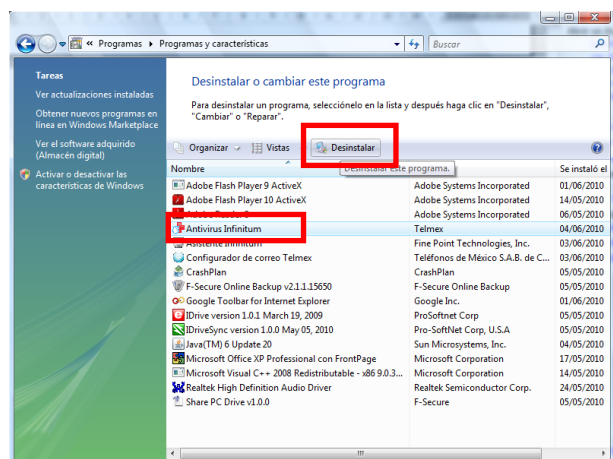 « Programas ▸ Programas y características
Buscar
Tareas
Ver actualizaciones instaladas
Obtener nuevos programas en
línea en Windows Marketplace
Ver el software adquirido
(Almacén digital)
Activar o desactivar las
características de Windows
Desinstalar o cambiar este programa
Para desinstalar un programa, selecciónelo en la lista y después haga clic en "Desinstalar",
"Cambiar" o "Reparar".
Organizar Vistas Desinstalar
Desinstalar este programa.
Nombre Se instaló el
Adobe Flash Player 9 ActiveX Adobe Systems Incorporated 01/06/2010
Adobe Flash Player 10 ActiveX Adobe Systems Incorporated 14/05/2010
Adobe Systems Incorporated 06/05/2010
Antivirus Infinitum Telmex 04/06/2010
Asistente Infinitum Fine Point Technologies, Inc. 03/06/2010
Configurador de correo Telmex Teléfonos de México S.A.B. de C... 03/06/2010
CrashPlan CrashPlan 05/05/2010
F-Secure Online Backup v2.1.1.15650 F-Secure Online Backup 05/05/2010
Google Toolbar for Internet Explorer Google Inc. 01/06/2010
IDrive version 1.0.1 March 19, 2009 ProSoftnet Corp 05/05/2010
IDriveSync version 1.0.0 May 05, 2010 Pro-SoftNet Corp, U.S.A 05/05/2010
Java(TM) 6 Update 20 Sun Microsystems, Inc. 04/05/2010
Microsoft Office XP Professional con FrontPage Microsoft Corporation 17/05/2010
Microsoft Visual C++ 2008 Redistributable - x86 9.0.3... Microsoft Corporation 14/05/2010
Realtek High Definition Audio Driver Realtek Semiconductor Corp. 24/05/2010
Share PC Drive v1.0.0 F-Secure 05/05/2010